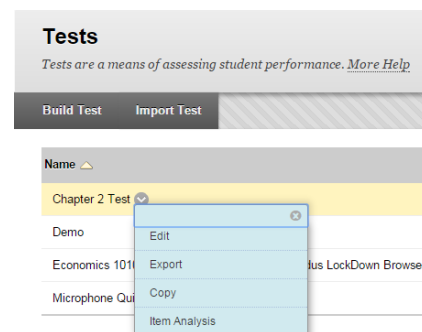 Tests
Tests are a means of assessing student performance. More Help
Build Test Import Test
Name
Chapter 2 Test
Demo
Edit
Economics 101
Export
LockDown Browse
Microphone Qui
Copy
Item Analysis